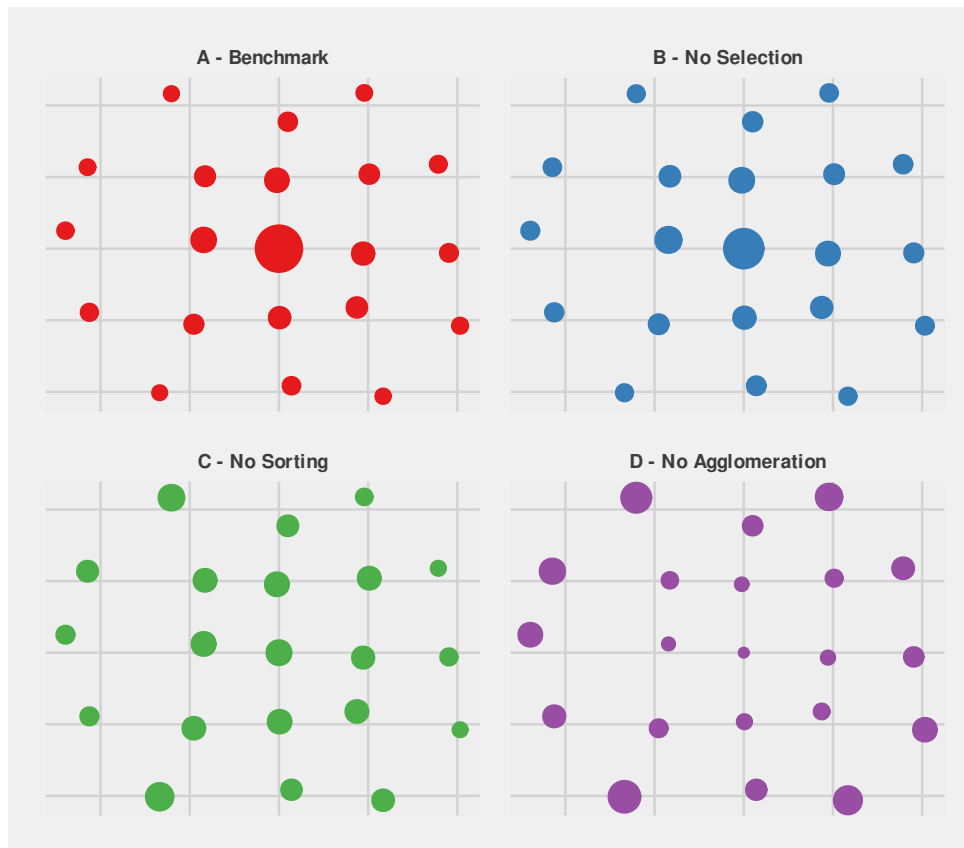 A - Benchmark
B - No Selection
C - No Sorting
D - No Agglomeration